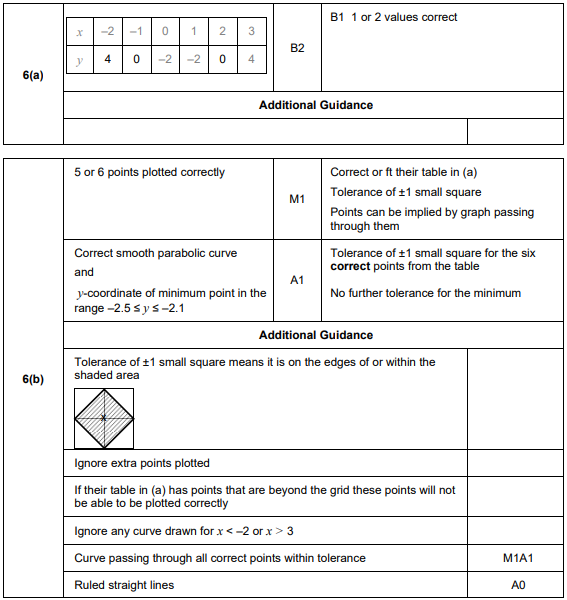 6(a)
x –2 –1 0 1 2 3
y 4 0 –2 –2 0 4
B2
B1 1 or 2 values correct
Additional Guidance
6(b)
5 or 6 points plotted correctly
M1
Correct or ft their table in (a)
Tolerance of ±1 small square
Points can be implied by graph passing
through them
Correct smooth parabolic curve
and
y-coordinate of minimum point in the
range –2.5 ≤ y ≤ –2.1
A1
Tolerance of ±1 small square for the six
correct points from the table
No further tolerance for the minimum
Additional Guidance
Tolerance of ±1 small square means it is on the edges of or within the
shaded area
x
Ignore extra points plotted
If their table in (a) has points that are beyond the grid these points will not
be able to be plotted correctly
Ignore any curve drawn for x < –2 or x > 3
Curve passing through all correct points within tolerance M1A1
Ruled straight lines A0